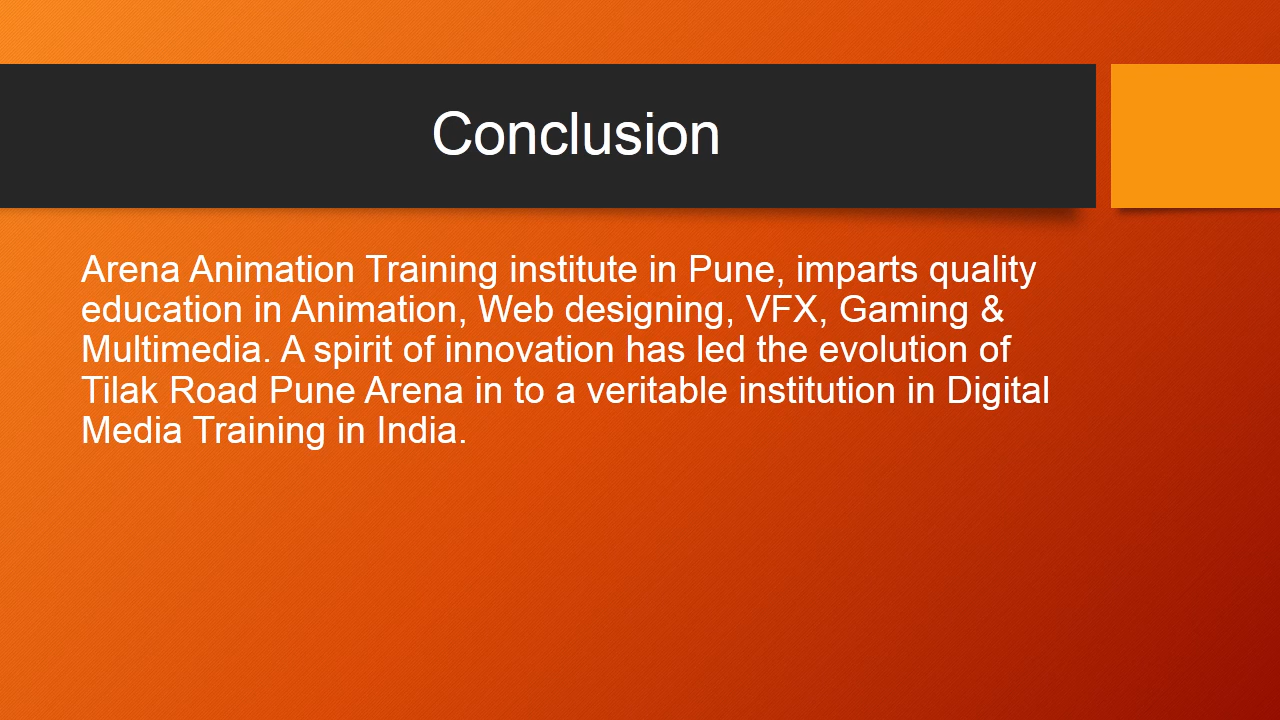 Conclusion
Arena Animation Training institute in Pune, imparts quality
education in Animation, Web designing, VFX, Gaming &
Multimedia. A spirit of innovation has led the evolution of
Tilak Road Pune Arena in to a veritable institution in Digital
Media Training in India.